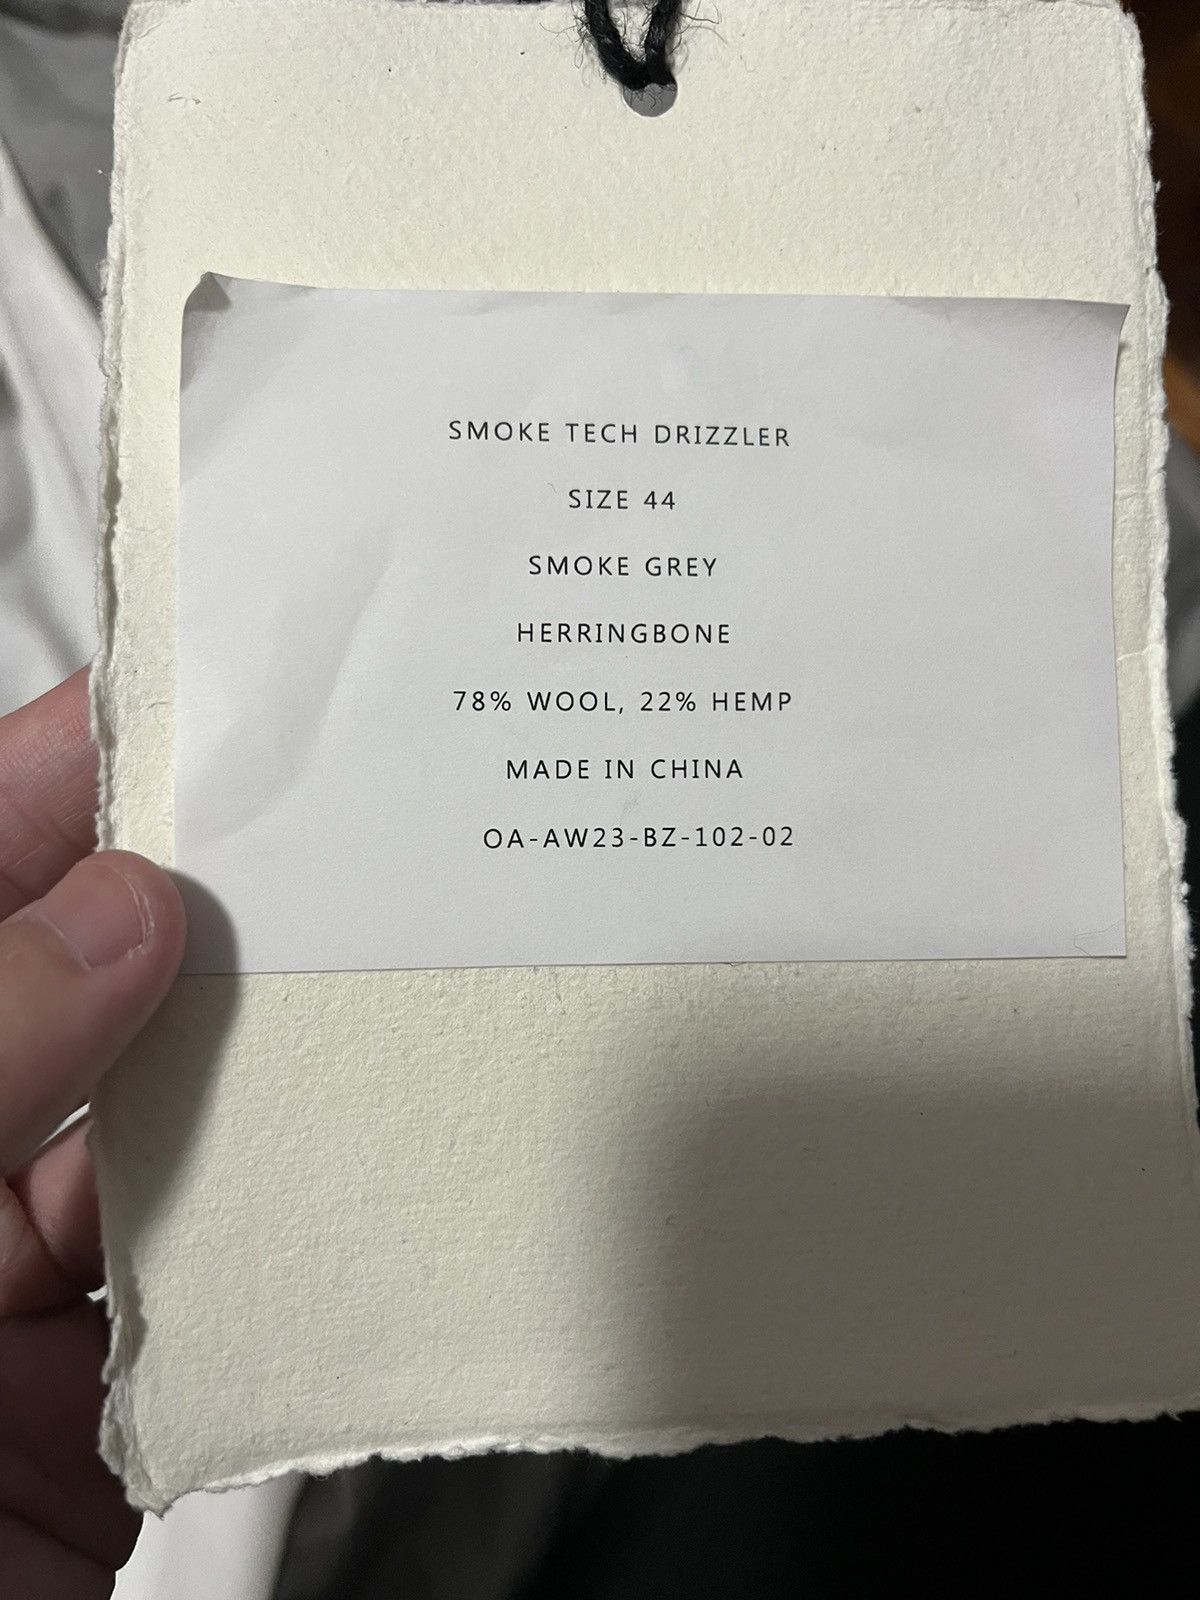 SMOKE TECH DRIZZLER
SIZE 44
SMOKE GREY
HERRINGBONE
78% WOOL, 22% HEMP
MADE IN CHINA
OA-AW23-BZ-102-02